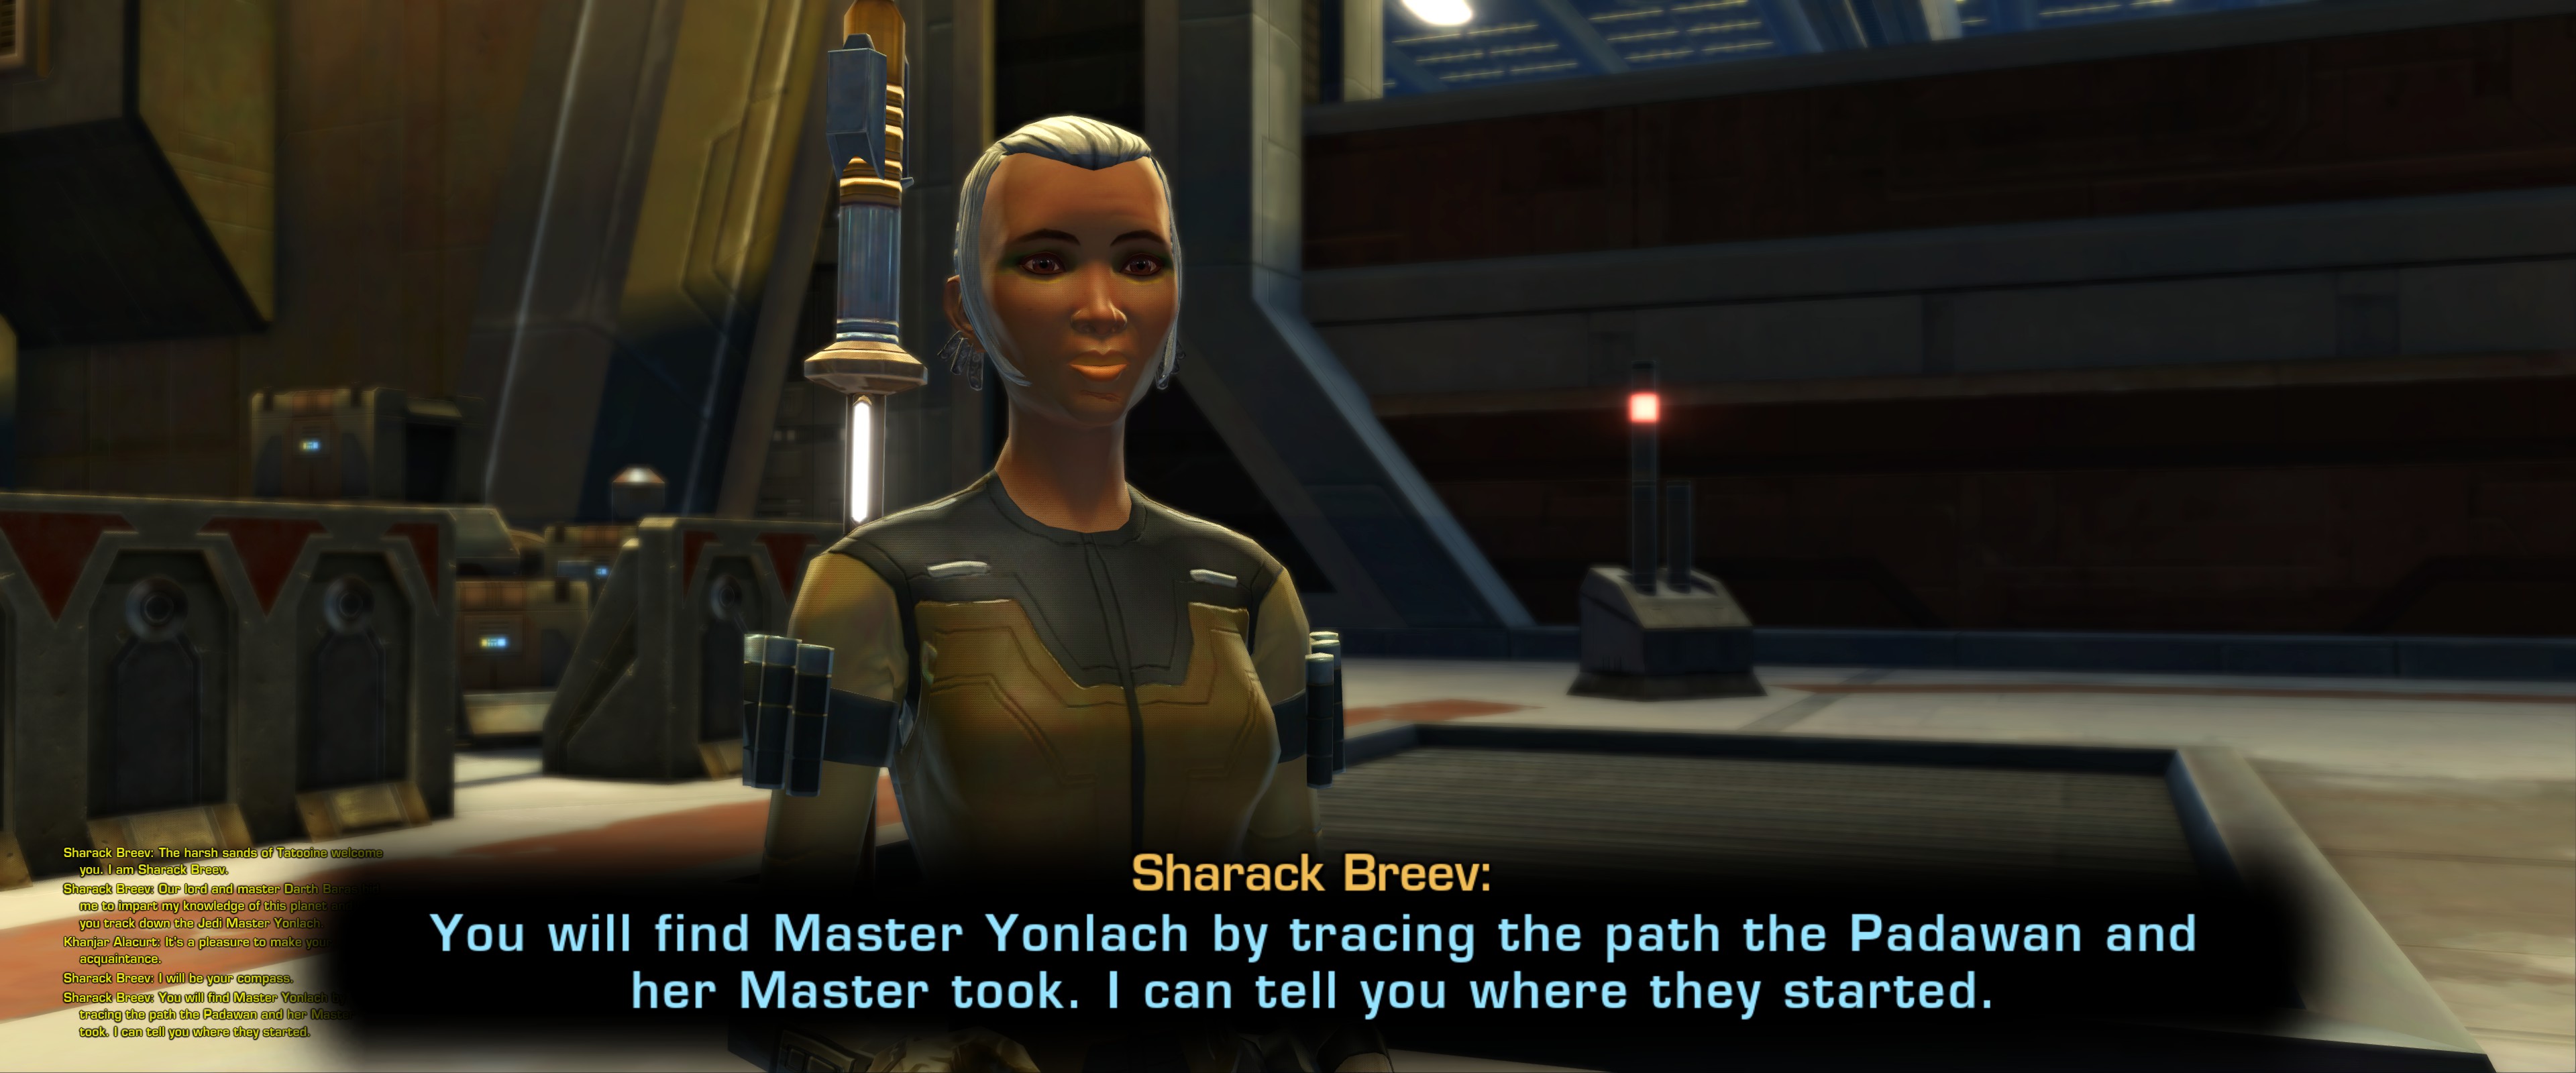 Sharack Breev: The harsh sands of Tatooine welcome
you. I am Sharack Breev.
Sharack Breev: Our lord and master Darth Baras
me to impart my knowledge of this planet
you track down the Jedi Master Yonlach.
Khanjar Alacurt: It's a pleasure to make your
acquaintance.
Sharack Breev: I will be your compass.
Sharack Breev: You will find Master Yonlach by
tracing the path the Padawan and her Master
took. I can tell you where they started.
Sharack Breev:
You will find Master Yonlach by tracing the path the Padawan and
her Master took. I can tell you where they started.